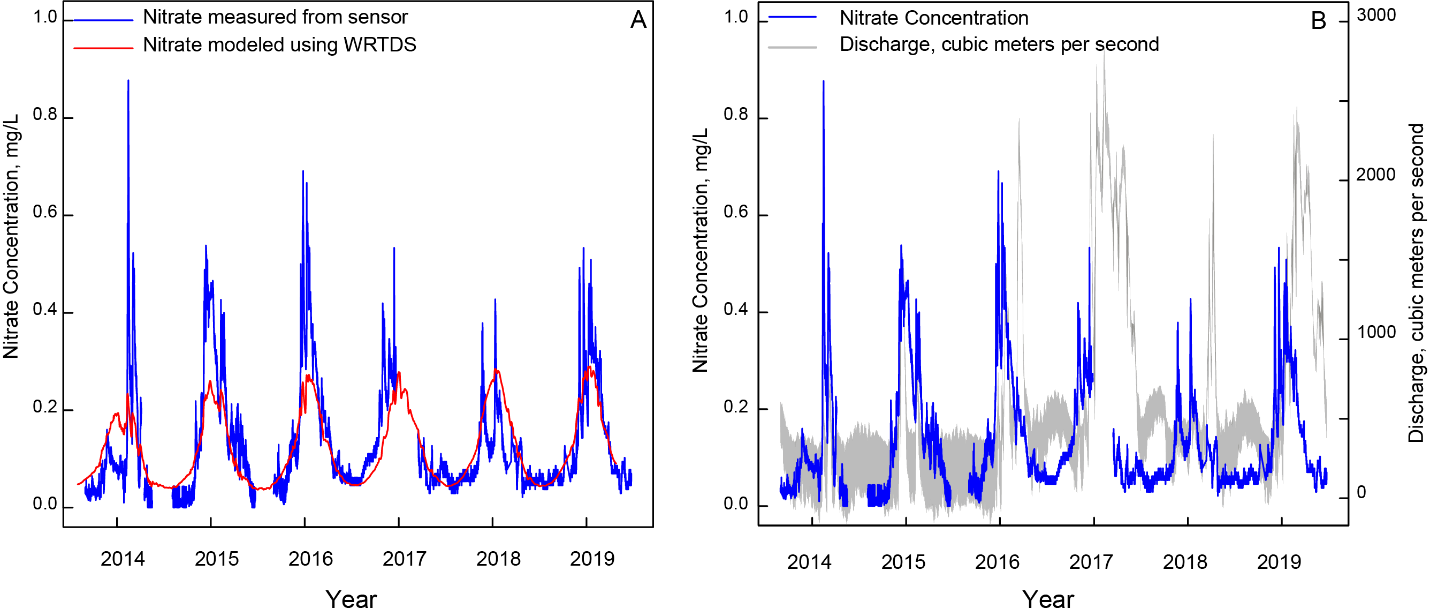 Nitrate measured from sensor
Nitrate modeled using WRTDS
A
1.0
0.8
0.6
0.4
0.2
0.0
Nitrate Concentration, mg/L
2014 2015 2016 2017 2018 2019
Year
Nitrate Concentration
Discharge, cubic meters per second
B
1.0
0.8
0.6
0.4
0.2
0.0
Nitrate Concentration, mg/L
3000
2000
1000
0
Discharge, cubic meters per second
2014 2015 2016 2017 2018 2019
Year